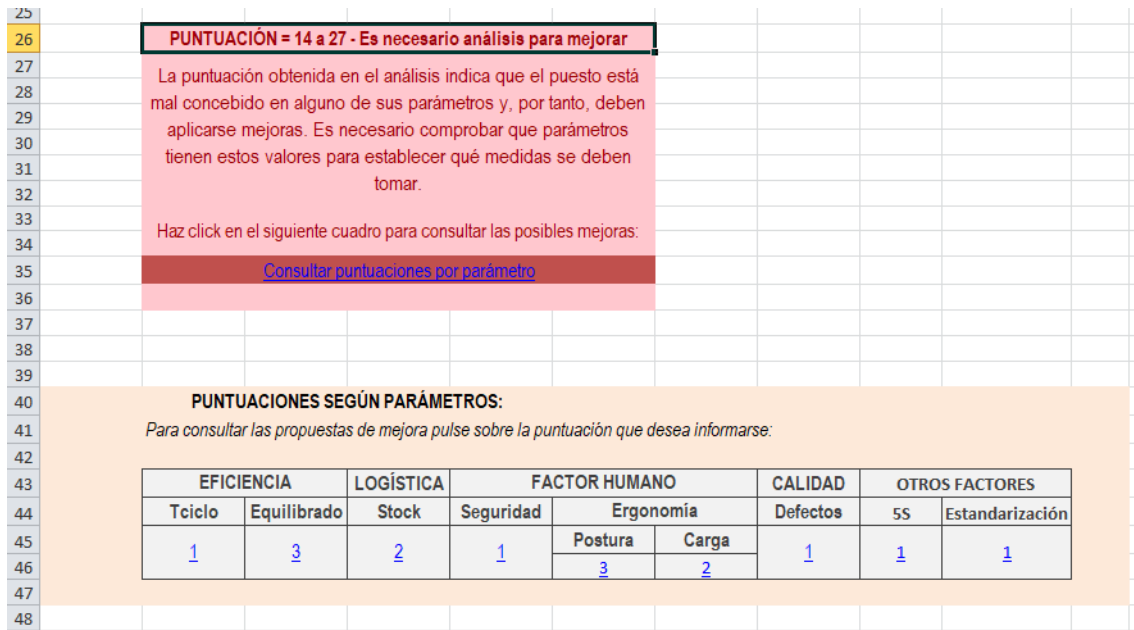 25
26
PUNTUACIÓN = 14 a 27 - Es necesario análisis para mejorar
27
La puntuación obtenida en el análisis indica que el puesto está
28
mal concebido en alguno de sus parámetros y, por tanto, deben
29
aplicarse mejoras. Es necesario comprobar que parámetros
30
tienen estos valores para establecer qué medidas se deben
31
tomar.
32
33
Haz click en el siguiente cuadro para consultar las posibles mejoras:
34
35
Consultar puntuaciones por parámetro
36
37
38
39
40
PUNTUACIONES SEGÚN PARÁMETROS:
41
Para consultar las propuestas de mejora pulse sobre la puntuación que desea informarse:
42
43
EFICIENCIA LOGÍSTICA FACTOR HUMANO CALIDAD OTROS FACTORES
44
Tciclo Equilibrado Stock Seguridad Ergonomía Defectos 5S Estandarización
45
Postura Carga
1 3 2 1 1 1 1
46
3 2
47
48